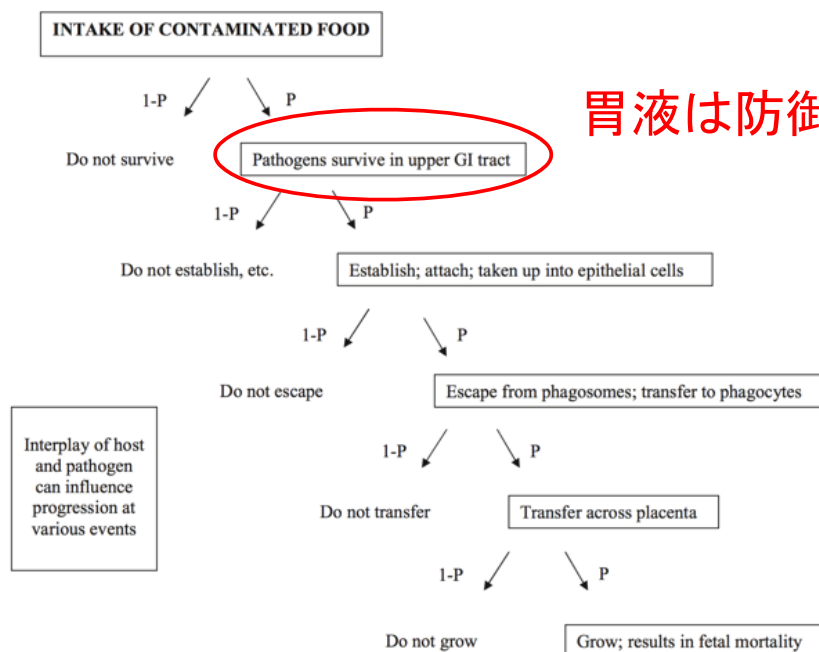 INTAKE OF CONTAMINATED FOOD
1-P
P
胃液は防御
Do not survive
Pathogens survive in upper GI tract
1-P
P
Do not establish, etc.
Establish; attach; taken up into epithelial cells
1-P
P
Do not escape
Escape from phagosomes; transfer to phagocytes
Interplay of host
and pathogen
can influence
progression at
various events
1-P
P
Do not transfer
Transfer across placenta
1-P
P
Do not grow
Grow; results in fetal mortality